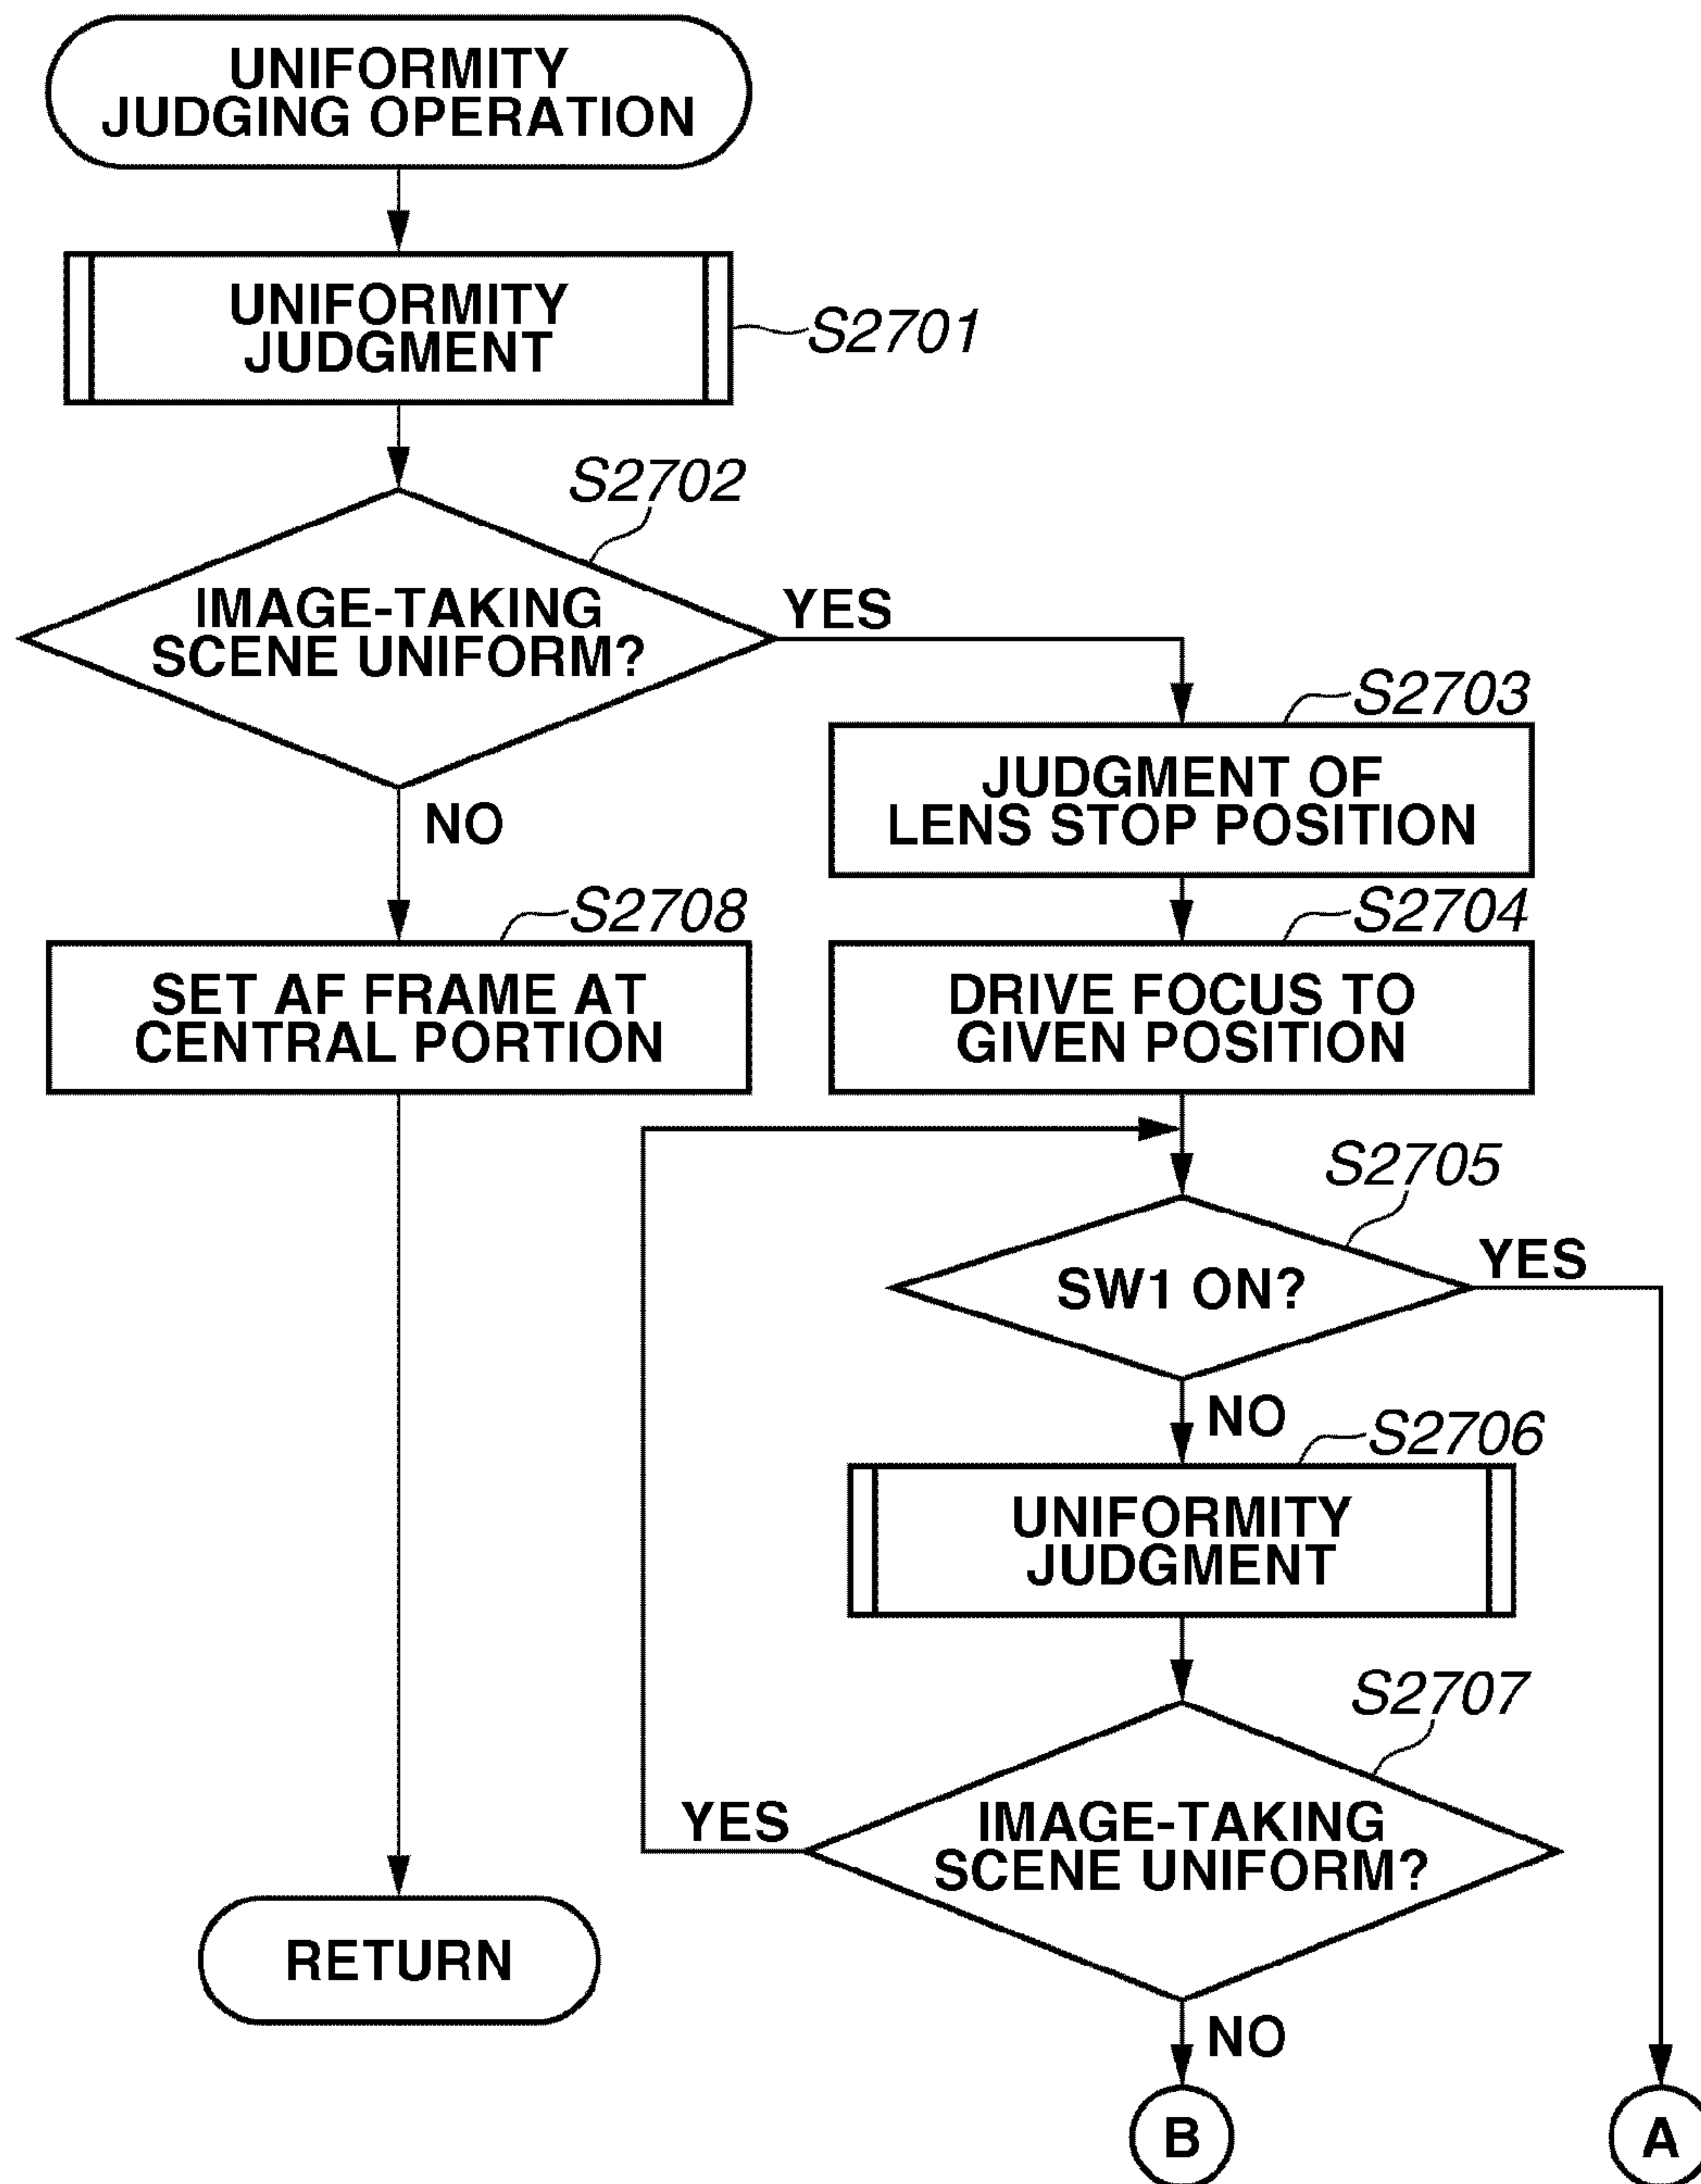 UNIFORMITY
JUDGING OPERATION
UNIFORMITY
JUDGMENT
S2701
S2702
IMAGE-TAKING
SCENE UNIFORM?
YES
NO
S2703
JUDGMENT OF
LENS STOP POSITION
S2708
SET AF FRAME AT
CENTRAL PORTION
S2704
DRIVE FOCUS TO
GIVEN POSITION
S2705
SW1 ON?
YES
NO
S2706
UNIFORMITY
JUDGMENT
S2707
IMAGE-TAKING
SCENE UNIFORM?
YES
NO
RETURN
B
A